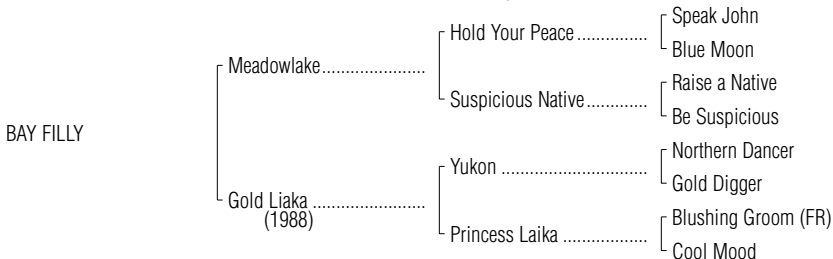 Speak John
Hold Your Peace ...............
Blue Moon
Meadowlake.......................
Raise a Native
Suspicious Native.............
Be Suspicious
BAY FILLY
Northern Dancer
Yukon ...............................
Gold Digger
Gold Liaka ........................
(1988)
Blushing Groom (FR)
Princess Laika ..................
Cool Mood